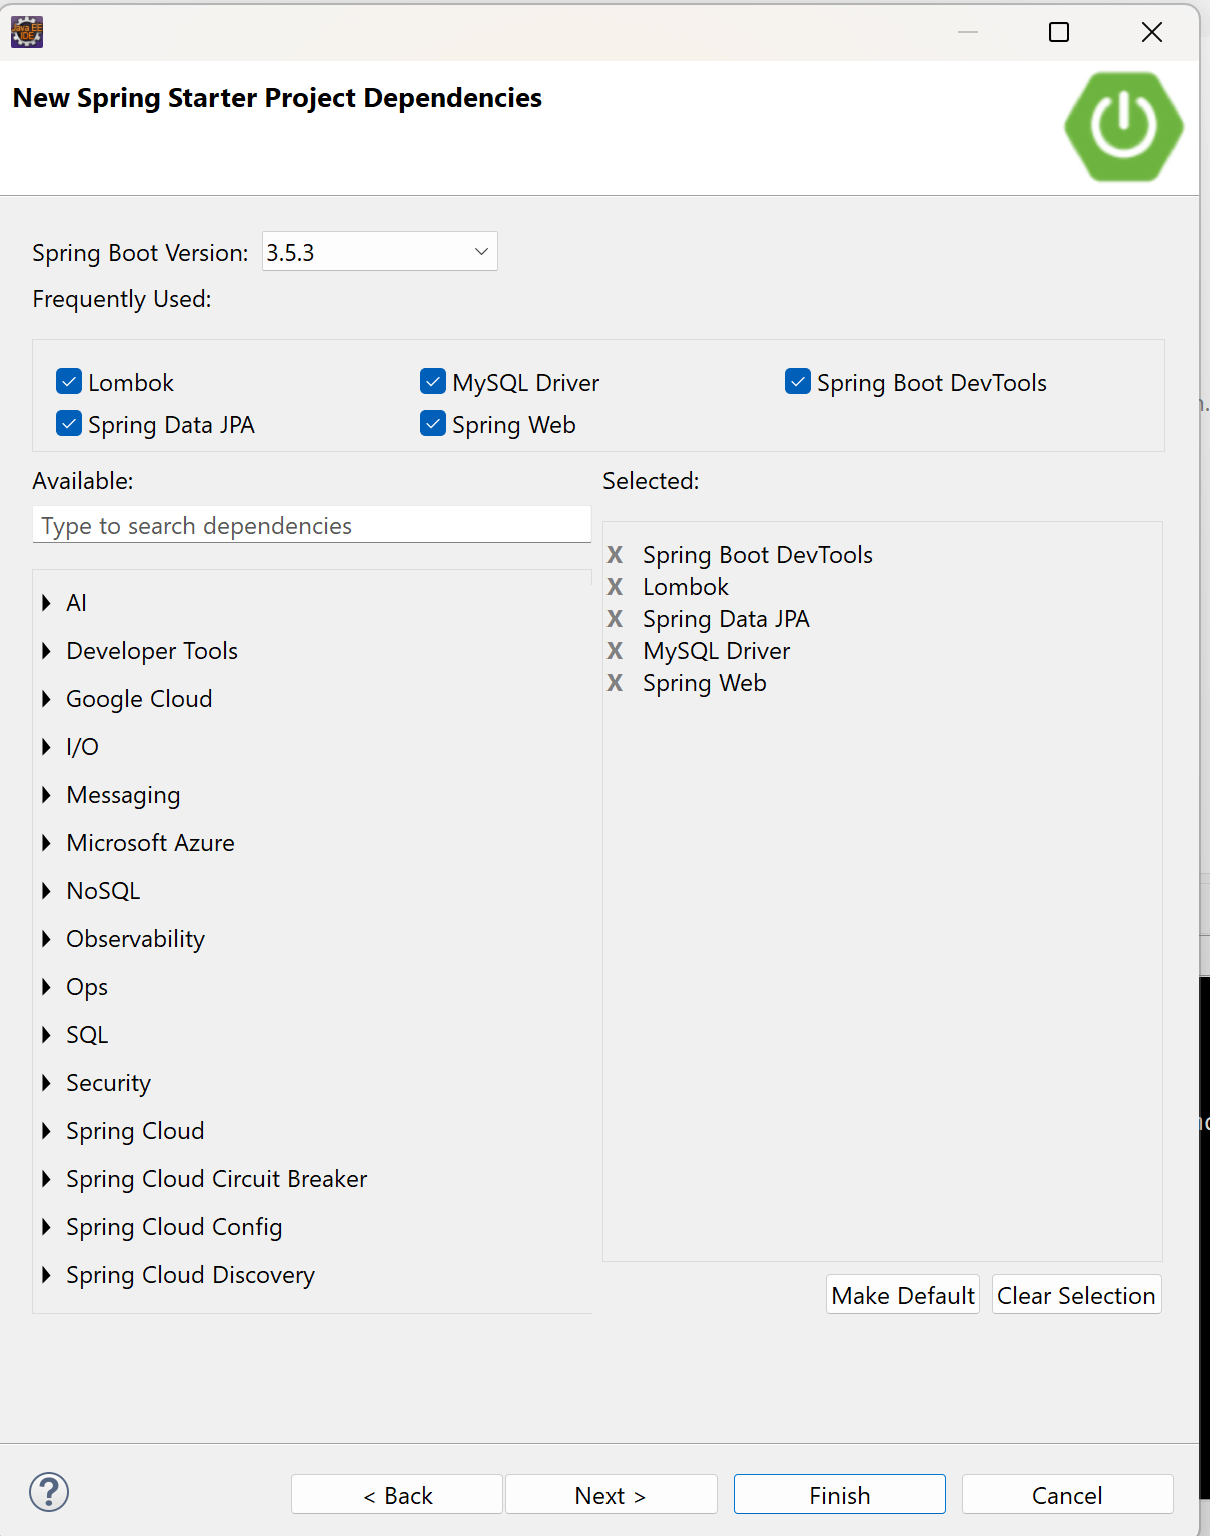 Java EE
IDE
New Spring Starter Project Dependencies
Spring Boot Version: 3.5.3
Frequently Used:
Lombok MySQL Driver Spring Boot DevTools
Spring Data JPA Spring Web
Available:
Type to search dependencies
AI
Developer Tools
Google Cloud
I/O
Messaging
Microsoft Azure
NoSQL
Observability
Ops
SQL
Security
Spring Cloud
Spring Cloud Circuit Breaker
Spring Cloud Config
Spring Cloud Discovery
Selected:
X Spring Boot DevTools
X Lombok
X Spring Data JPA
X MySQL Driver
X Spring Web
Make Default Clear Selection
? < Back Next > Finish Cancel